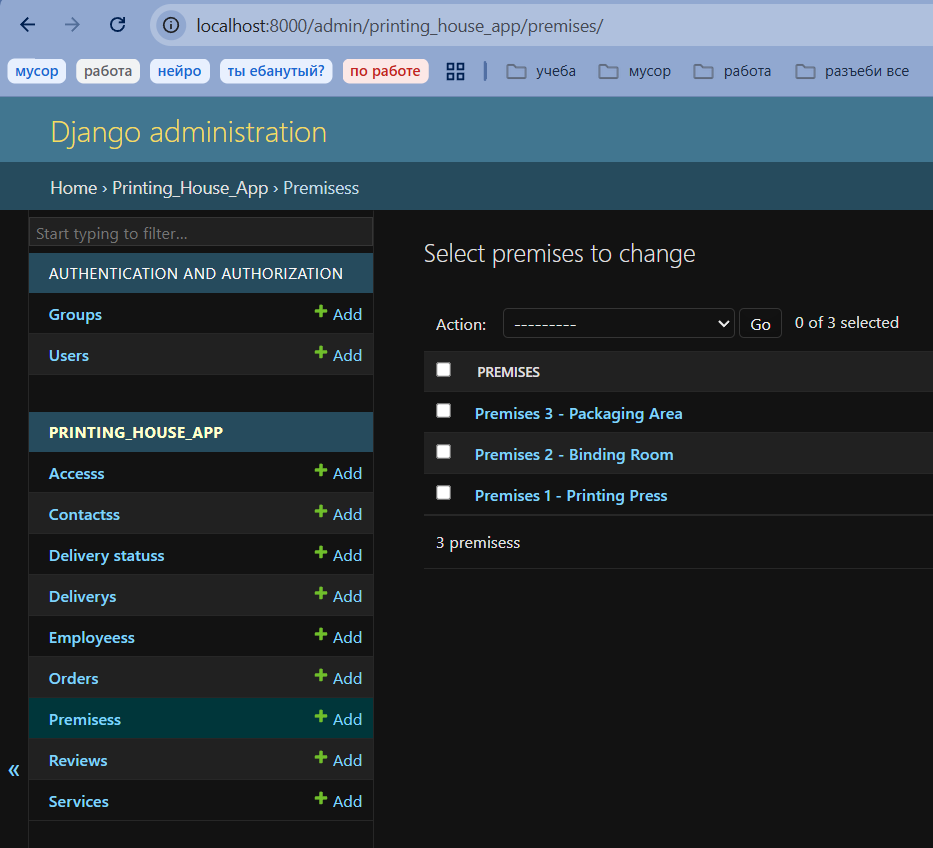 localhost:8000/admin/printing_house_app/premises/
мусор работа нейро ты ебанутый? по работе учеба мусор работа разъеби все
Django administration
Home › Printing_House_App › Premisess
Start typing to filter...
AUTHENTICATION AND AUTHORIZATION
Groups + Add
Users + Add
PRINTING_HOUSE_APP
Accesss + Add
Contactss + Add
Delivery statuss + Add
Deliverys + Add
Employeess + Add
Orders + Add
Premisess + Add
Reviews + Add
Services + Add
«
Select premises to change
Action: --------- Go 0 of 3 selected
PREMISES
Premises 3 - Packaging Area
Premises 2 - Binding Room
Premises 1 - Printing Press
3 premisess